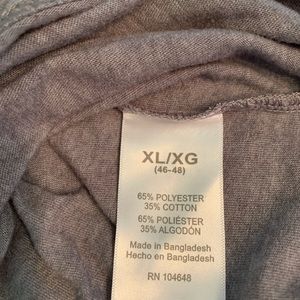 XL/XG
(46-48)
65% POLYESTER
35% COTTON
65% POLIÉSTER
35% ALGODÓN
Made in Bangladesh
Hecho en Bangladesh
RN 104648